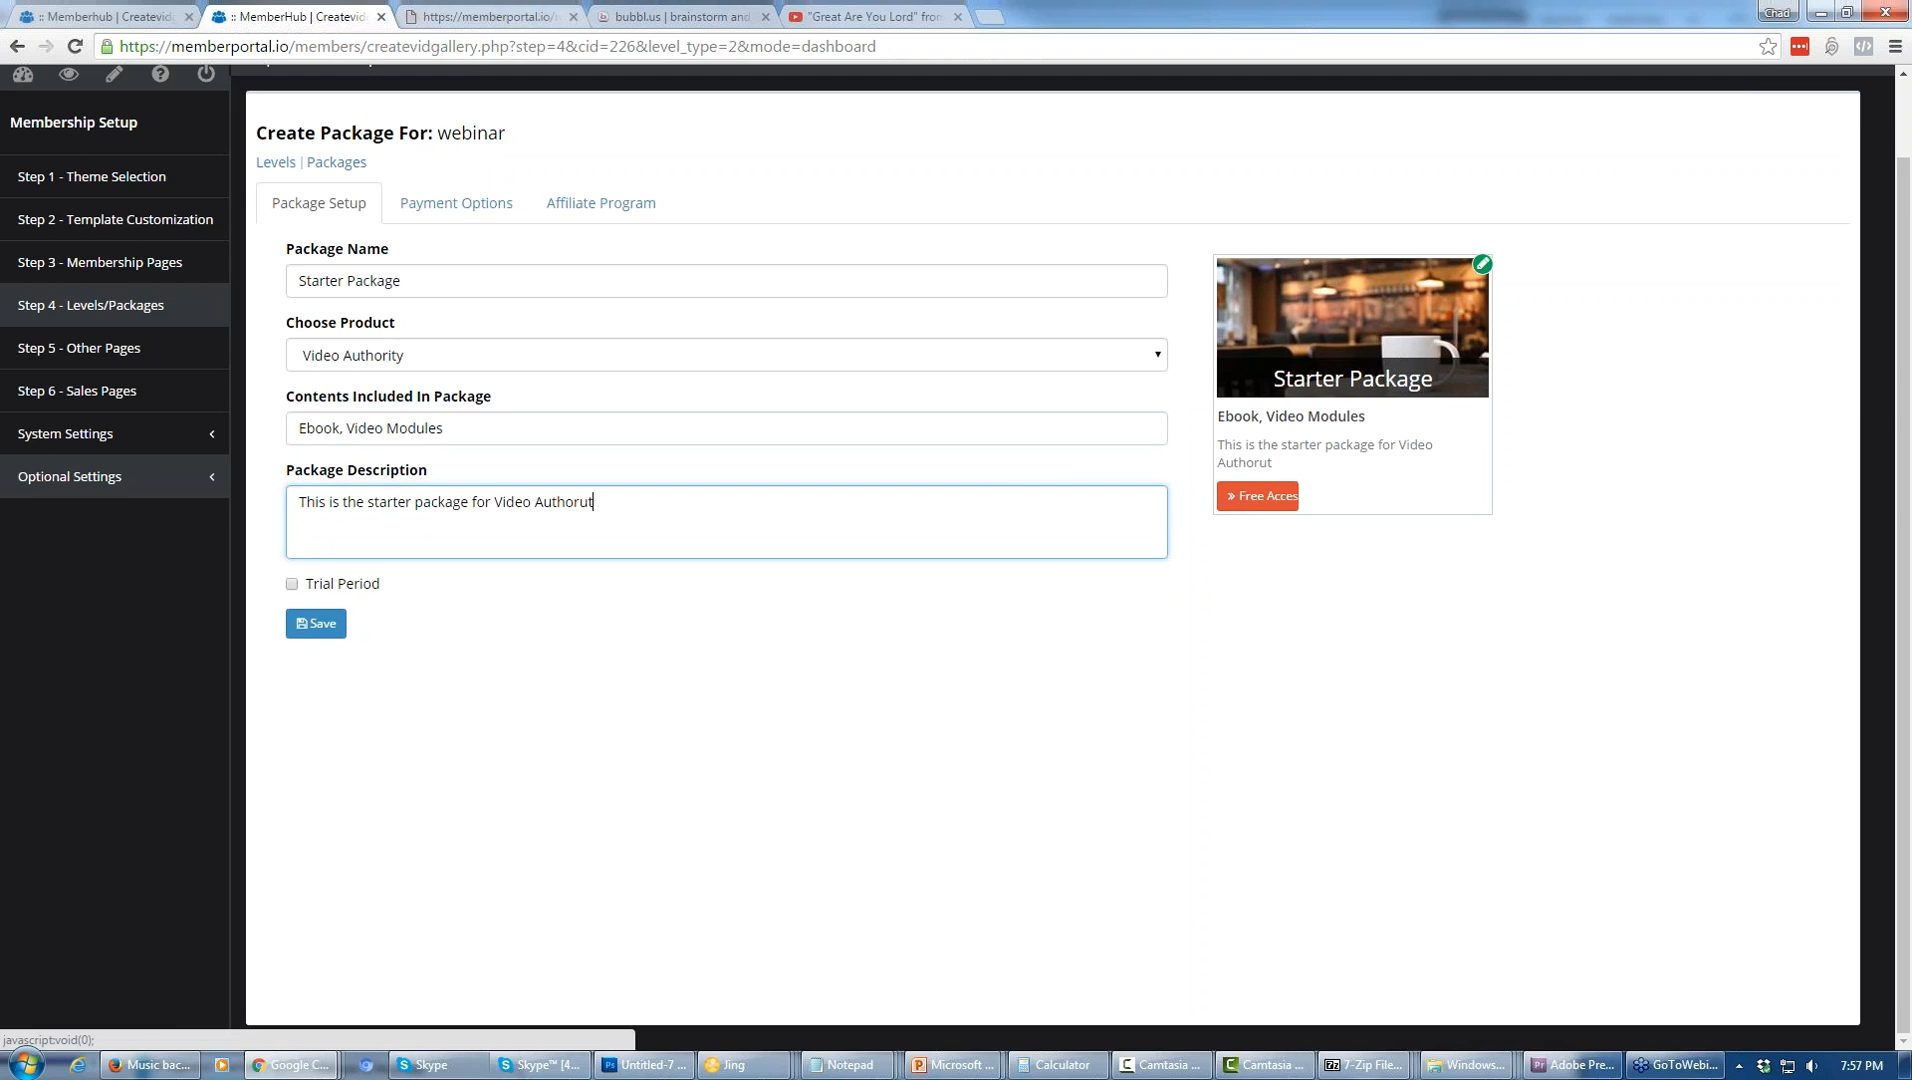 :: Memberhub | Createvid
:: MemberHub | Createvid
https://memberportal.io/
bubbl.us | brainstorm and
"Great Are You Lord" from
Chad
https://memberportal.io/members/createvidgallery.php?step=4&cid=226&level_type=2&mode=dashboard
Membership Setup
Step 1 - Theme Selection
Step 2 - Template Customization
Step 3 - Membership Pages
Step 4 - Levels/Packages
Step 5 - Other Pages
Step 6 - Sales Pages
System Settings
Optional Settings
Create Package For: webinar
Levels | Packages
Package Setup
Payment Options
Affiliate Program
Package Name
Starter Package
Choose Product
Video Authority
Contents Included In Package
Ebook, Video Modules
Package Description
This is the starter package for Video Authorut
Trial Period
Save
Starter Package
Ebook, Video Modules
This is the starter package for Video
Authorut
» Free Acces
javascript:void(0);
Music bac...
Google C...
Skype
Skype™ [4...
Untitled-7 ...
Jing
Notepad
Microsoft ...
Calculator
Camtasia ...
Camtasia ...
7-Zip File...
Windows...
Adobe Pre...
GoToWebi...
7:57 PM